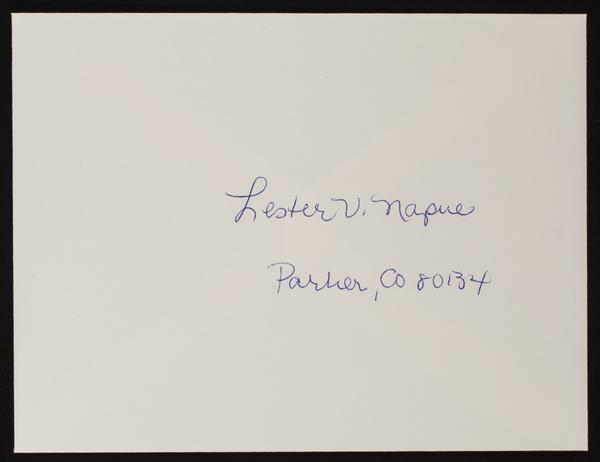 Lester V. Napue
Parker, CO 80134